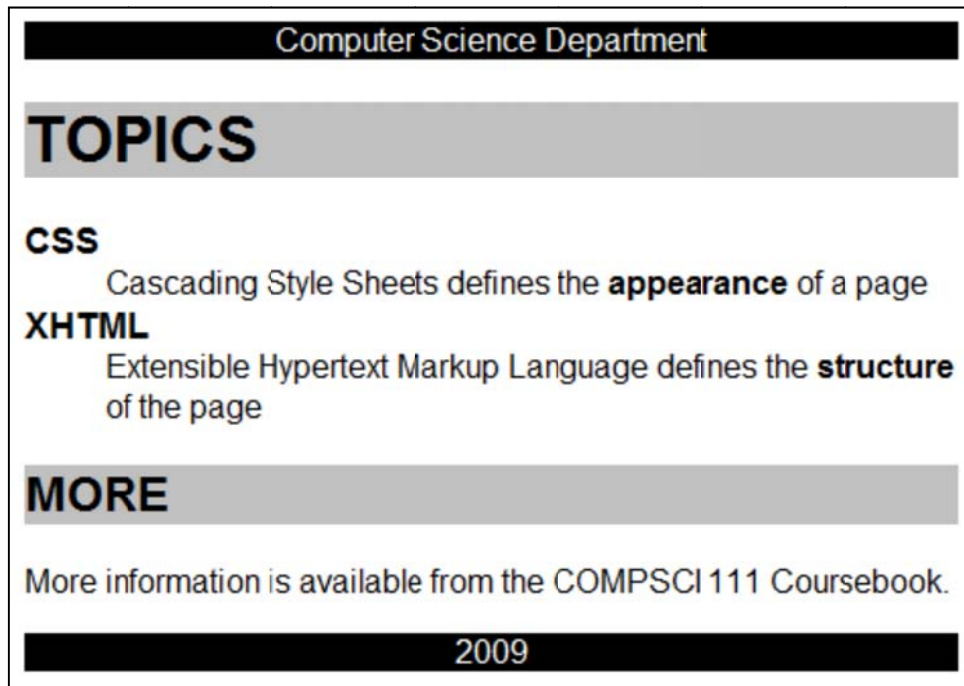 Computer Science Department
TOPICS
CSS
Cascading Style Sheets defines the appearance of a page
XHTML
Extensible Hypertext Markup Language defines the structure
of the page
MORE
More information is available from the COMPSCI 111 Coursebook.
2009